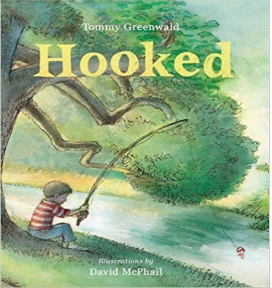 Tommy Greenwald
Hooked
Illustrations by
David McPhail